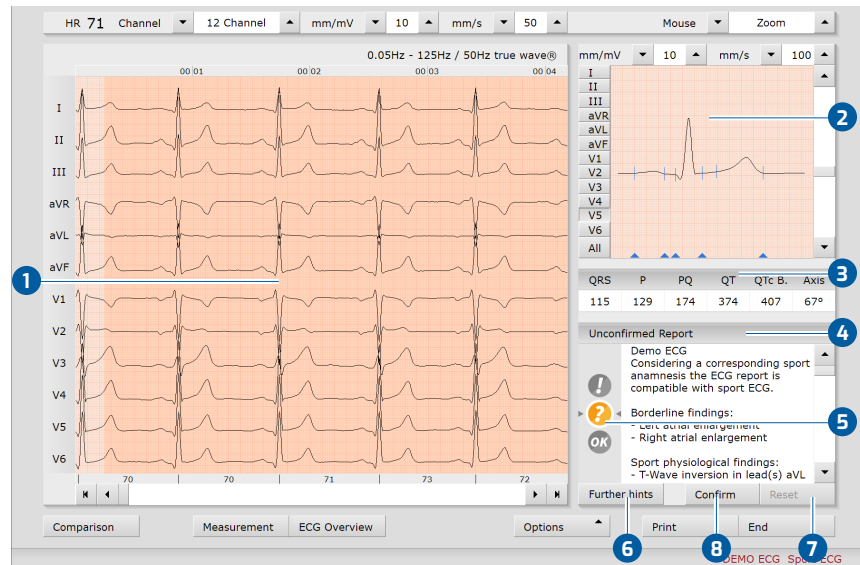 HR 71 Channel 12 Channel mm/mV 10 mm/s 50 Mouse Zoom
0.05Hz - 125Hz / 50Hz true wave®
00:01 00:02 00:03 00:04
I
II
III
aVR
aVL
aVF
1
V1
V2
V3
V4
V5
V6
70 70 71 73 72
Comparison Measurement ECG Overview Options Print End
mm/mV 10 mm/s 100
I
II
III
aVR
aVL
aVF
V1
V2
V3
V4
V5
V6
All
2
3
QRS P PQ QT QTc B. Axis
115 129 174 374 407 67°
Unconfirmed Report
4
Demo ECG
Considering a corresponding sport
anamnesis the ECG report is
compatible with sport ECG.
!
?
OK
5
Borderline findings:
- Left atrial enlargement
- Right atrial enlargement
Sport physiological findings:
- T-Wave inversion in lead(s) aVL
Further hints Confirm Reset
6
8
7
DEMO ECG Sport ECG